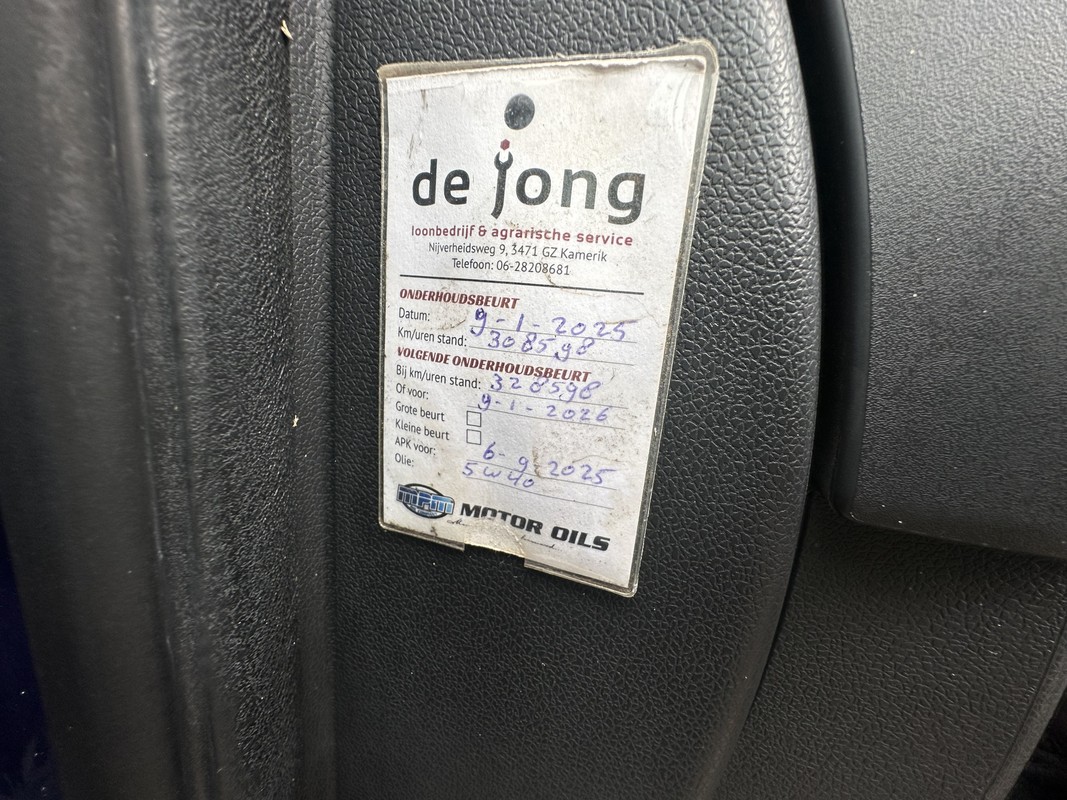 de jong
loonbedrijf & agrarische service
Nijverheidsweg 9, 3471 GZ Kamerik
Telefoon: 06-28208681
ONDERHOUDSBEURT
Datum: 9-1-2025
Km/uren stand: 308598
VOLGENDE ONDERHOUDSBEURT
Bij km/uren stand: 328598
Of voor: 9-1-2026
Grote beurt
Kleine beurt
APK voor: 6-9 2025
Olie: 5W40
MPM MOTOR OILS